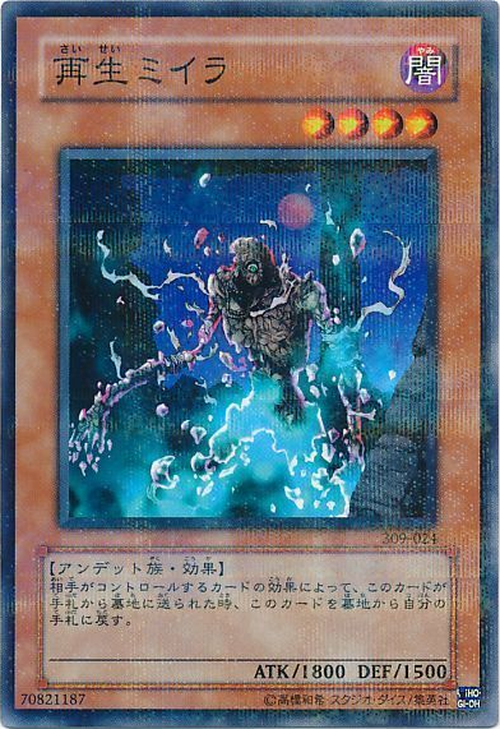 再生ミイラ
闇
309-024
【アンデット族・効果】
相手がコントロールするカードの効果によって、このカードが
手札から墓地に送られた時、このカードを墓地から自分の
手札に戻す。
ATK/1800 DEF/1500
70821187
©高橋和希 スタジオ・ダイス/集英社